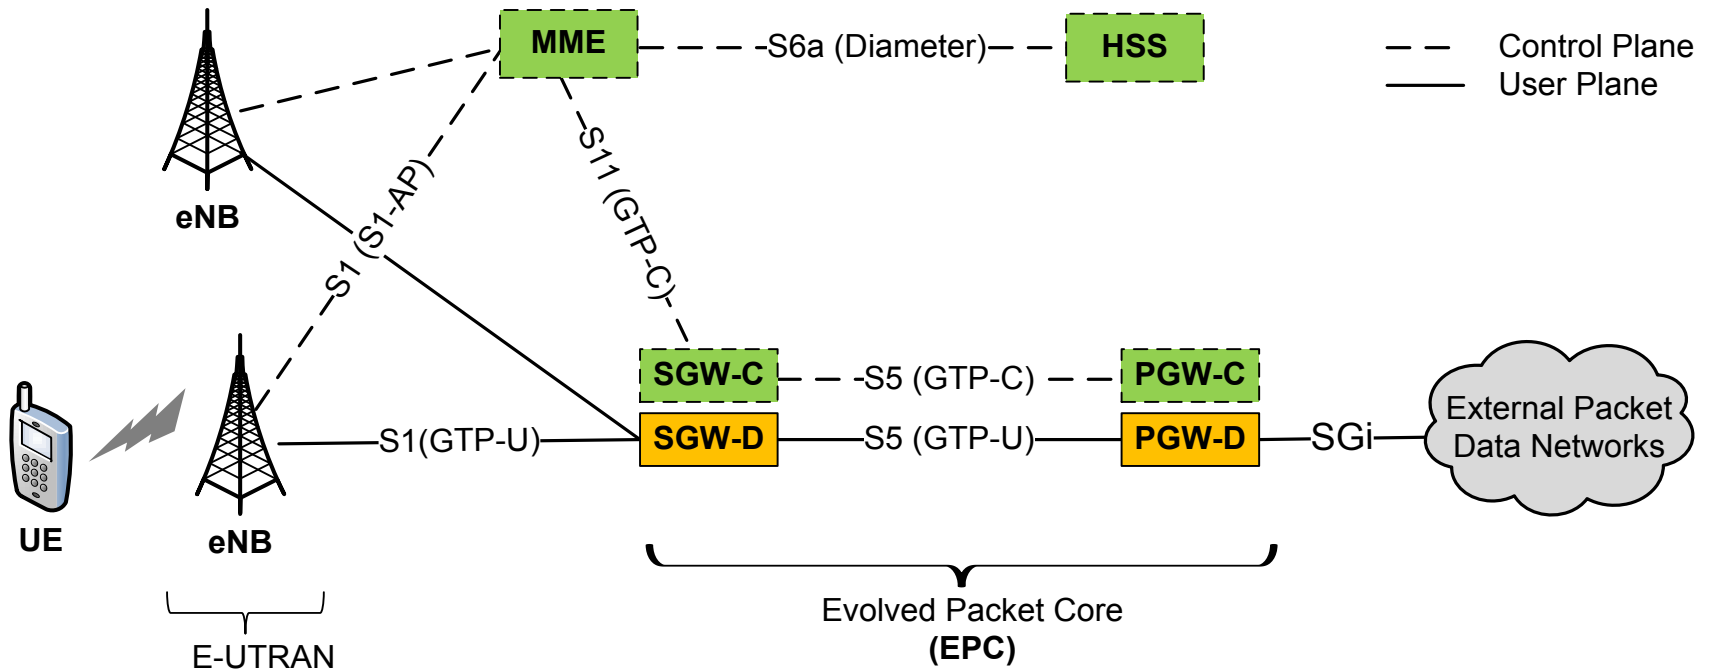 MME
S6a (Diameter)
HSS
Control Plane
User Plane
eNB
S1 (S1-AP)
S11 (GTP-C)
SGW-C
S5 (GTP-C)
PGW-C
S1(GTP-U)
SGW-D
S5 (GTP-U)
PGW-D
SGi
External Packet
Data Networks
UE
eNB
E-UTRAN
Evolved Packet Core
(EPC)